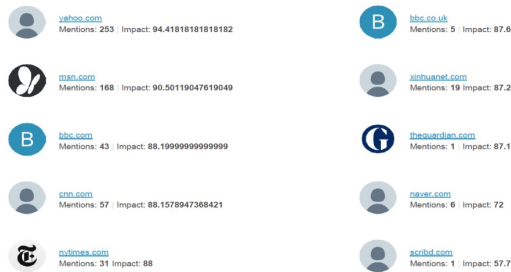 yahoo.com
Mentions: 253 | Impact: 94.41818181818182
msn.com
Mentions: 168 | Impact: 90.50119047619049
B
bbc.com
Mentions: 43 | Impact: 88.19999999999999
cnn.com
Mentions: 57 | Impact: 88.1578947368421
nytimes.com
Mentions: 31 Impact: 88
B
bbc.co.uk
Mentions: 5 | Impact: 87.6
xinhuanet.com
Mentions: 19 Impact: 87.2
G
theguardian.com
Mentions: 1 | Impact: 87.1
naver.com
Mentions: 6 | Impact: 72
scribd.com
Mentions: 1 | Impact: 57.7